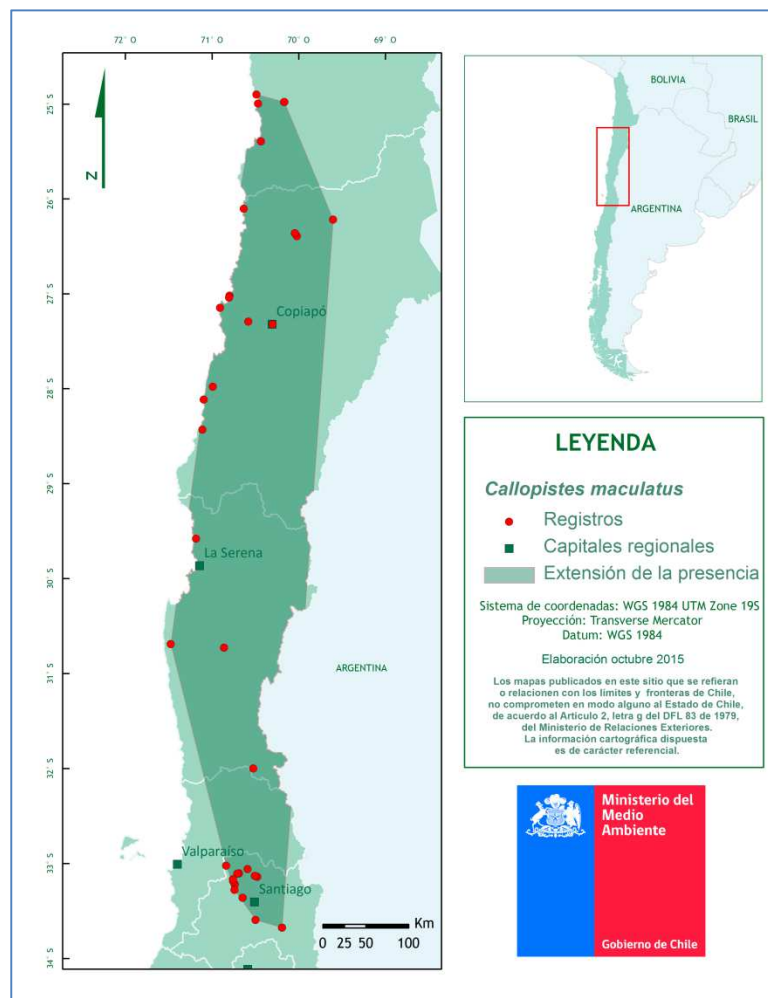 72° O
71° O
70° O
69° O
25° S
26° S
27° S
28° S
29° S
30° S
31° S
32° S
33° S
34° S
N
Copiapó
La Serena
ARGENTINA
Valparaíso
Santiago
Km
0 25 50 100
BOLIVIA
BRASIL
ARGENTINA
LEYENDA
Callopistes maculatus
Registros
Capitales regionales
Extensión de la presencia
Sistema de coordenadas: WGS 1984 UTM Zone 19S
Proyección: Transverse Mercator
Datum: WGS 1984
Elaboración octubre 2015
Los mapas publicados en este sitio que se refieran
o relacionen con los límites y fronteras de Chile,
no comprometen en modo alguno al Estado de Chile,
de acuerdo al Artículo 2, letra g del DFL 83 de 1979,
del Ministerio de Relaciones Exteriores.
La información cartográfica dispuesta
es de carácter referencial.
Ministerio del
Medio
Ambiente
Gobierno de Chile